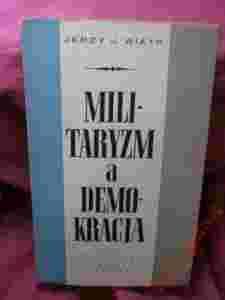 JERZY J. WIATR
MILI-
TARYZM
a
DEMO-
KRACJA